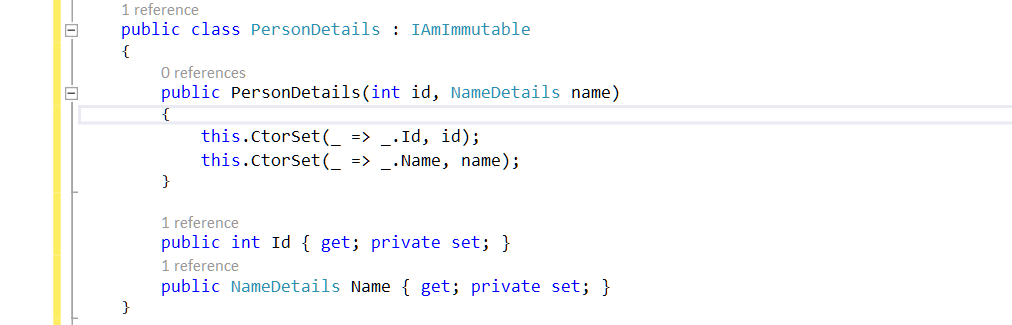 1 reference
public class PersonDetails : IAmImmutable
{
0 references
public PersonDetails(int id, NameDetails name)
{
this.CtorSet(_ => _.Id, id);
this.CtorSet(_ => _.Name, name);
}
1 reference
public int Id { get; private set; }
1 reference
public NameDetails Name { get; private set; }
}